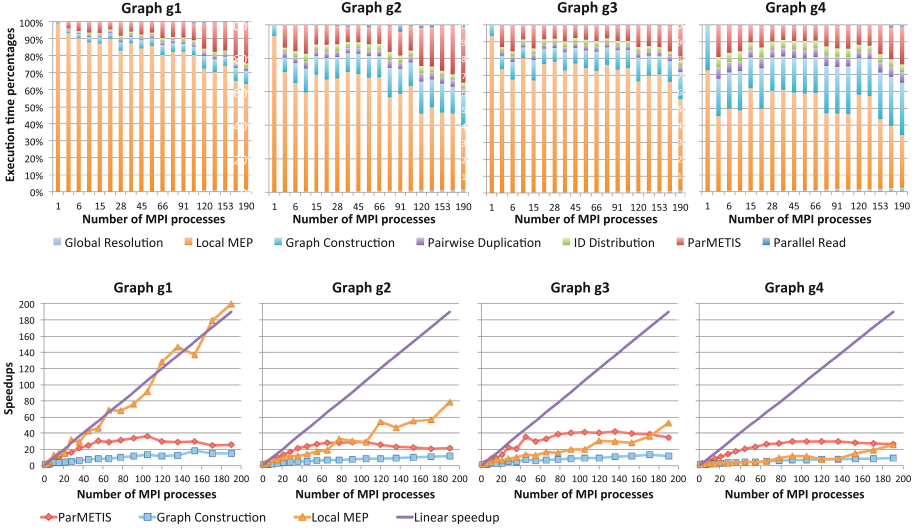 Graph g1 Graph g2 Graph g3 Graph g4
Execution time percentages
100%
90%
80%
70%
60%
50%
40%
30%
20%
10%
0%
1 6 15 28 45 66 91 120 153 190 1 6 15 28 45 66 91 120 153 190 1 6 15 28 45 66 91 120 153 190 1 6 15 28 45 66 91 120 153 190
Number of MPI processes Number of MPI processes Number of MPI processes Number of MPI processes
Global Resolution Local MEP Graph Construction Pairwise Duplication ID Distribution ParMETIS Parallel Read
Graph g1 Graph g2 Graph g3 Graph g4
Speedups
200
180
160
140
120
100
80
60
40
20
0
0 20 40 60 80 100 120 140 160 180 200 0 20 40 60 80 100 120 140 160 180 200 0 20 40 60 80 100 120 140 160 180 200 0 20 40 60 80 100 120 140 160 180 200
Number of MPI processes Number of MPI processes Number of MPI processes Number of MPI processes
ParMETIS Graph Construction Local MEP Linear speedup